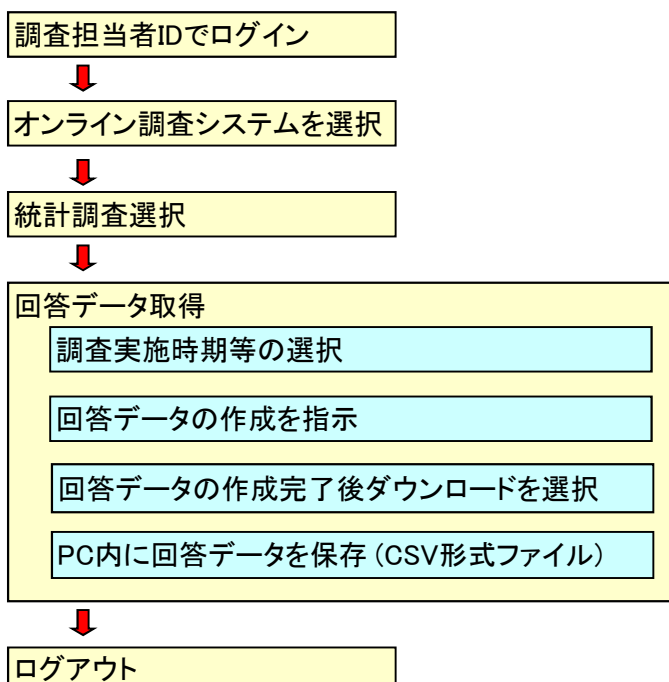 調査担当者IDでログイン
オンライン調査システムを選択
統計調査選択
回答データ取得
調査実施時期等の選択
回答データの作成を指示
回答データの作成完了後ダウンロードを選択
PC内に回答データを保存（CSV形式ファイル）
ログアウト